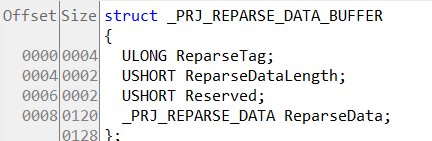 Offset Size struct _PRJ_REPARSE_DATA_BUFFER
{
0000 0004 ULONG ReparseTag;
0004 0002 USHORT ReparseDataLength;
0006 0002 USHORT Reserved;
0008 0120 _PRJ_REPARSE_DATA ReparseData;
0128 };